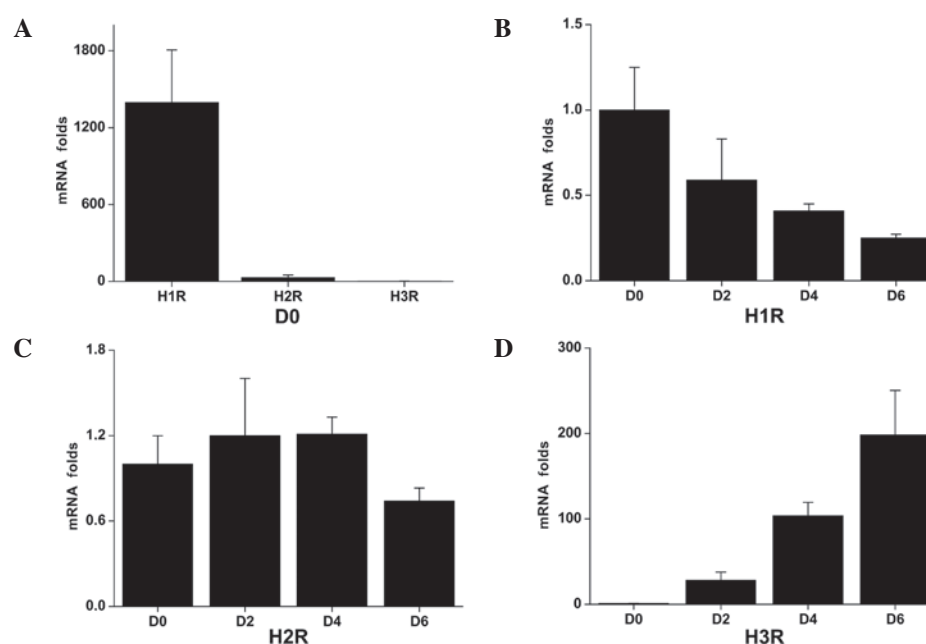 A
mRNA folds
1800
1200
600
0
H1R H2R H3R
D0
B
mRNA folds
1.5
1.0
0.5
0.0
D0 D2 D4 D6
H1R
C
mRNA folds
1.8
1.2
0.6
0.0
D0 D2 D4 D6
H2R
D
mRNA folds
300
200
100
0
D0 D2 D4 D6
H3R